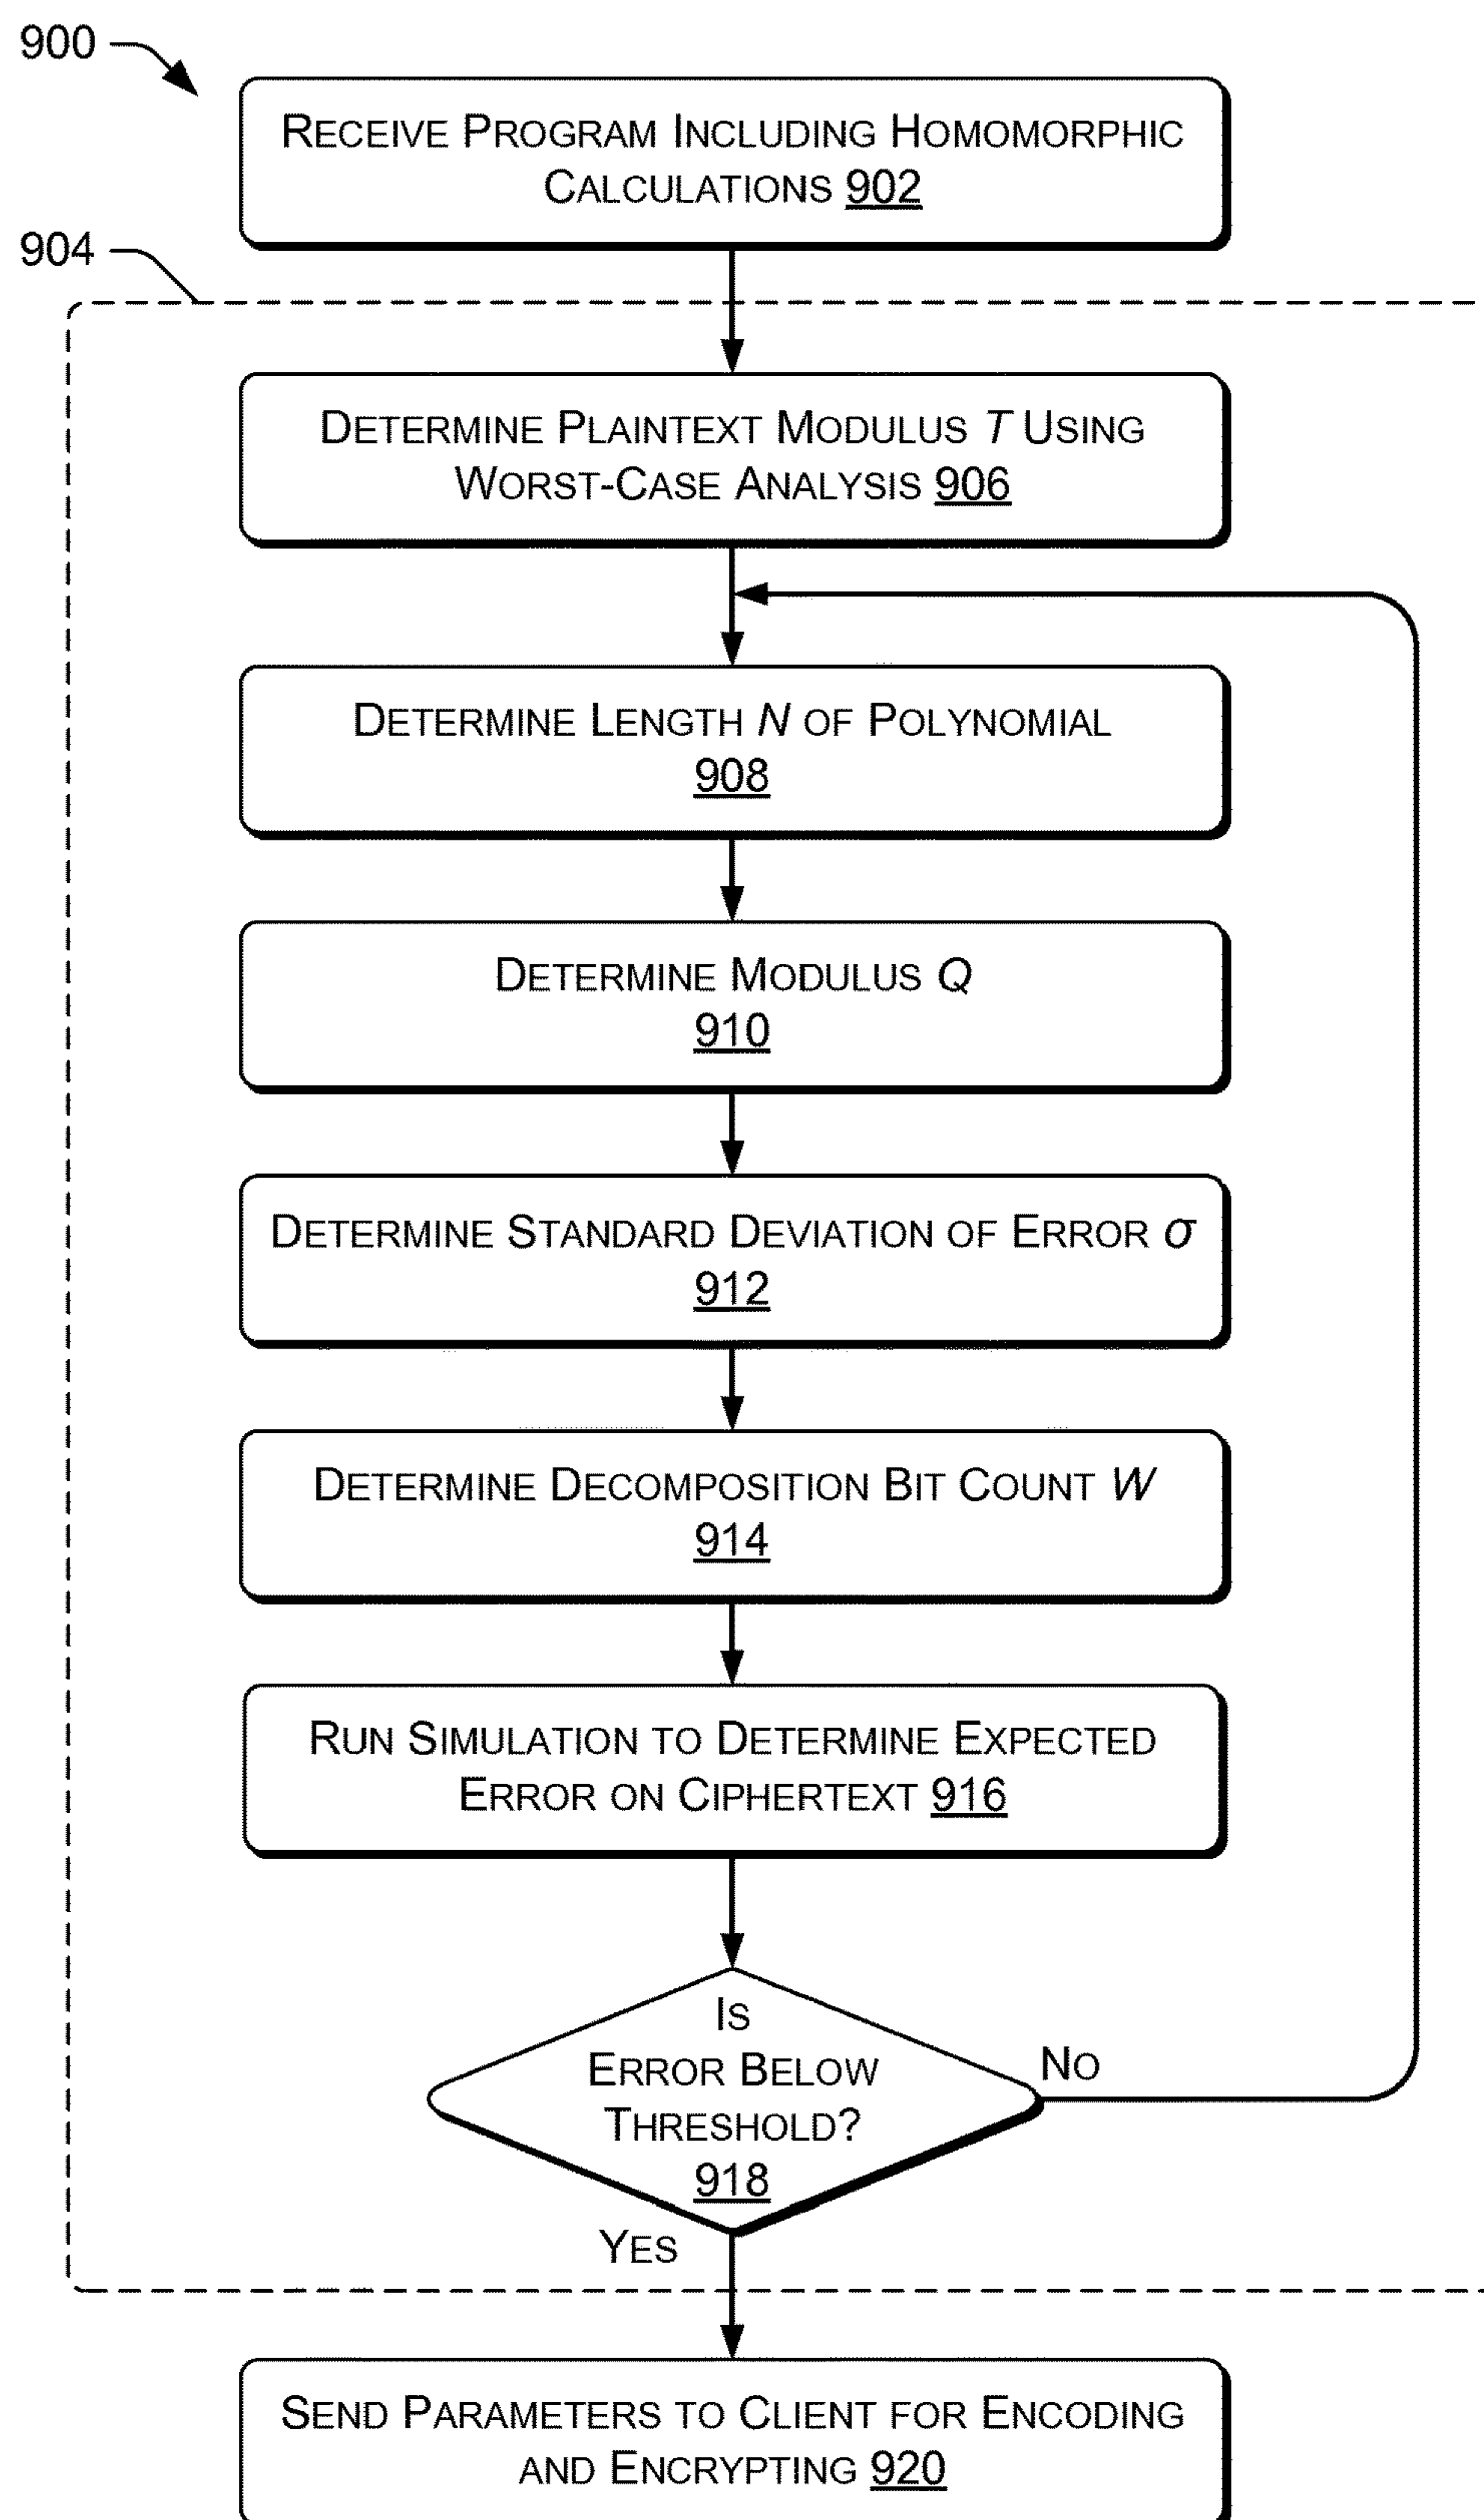 900
RECEIVE PROGRAM INCLUDING HOMOMORPHIC
CALCULATIONS 902
904
DETERMINE PLAINTEXT MODULUS T USING
WORST-CASE ANALYSIS 906
DETERMINE LENGTH N OF POLYNOMIAL
908
DETERMINE MODULUS Q
910
DETERMINE STANDARD DEVIATION OF ERROR σ
912
DETERMINE DECOMPOSITION BIT COUNT W
914
RUN SIMULATION TO DETERMINE EXPECTED
ERROR ON CIPHERTEXT 916
IS
ERROR BELOW
THRESHOLD?
918
NO
YES
SEND PARAMETERS TO CLIENT FOR ENCODING
AND ENCRYPTING 920